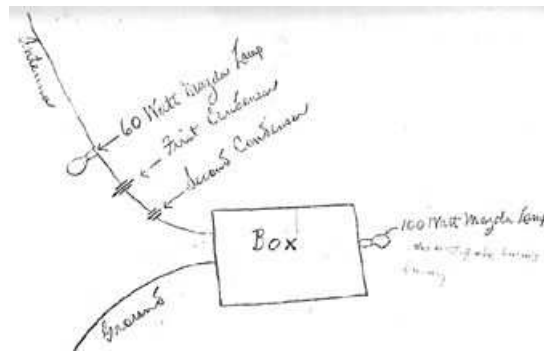 Antenna
60 Watt Mazda Lamp
First Condenser
Second Condenser
Box
100 Watt Mazda Lamp
Ground